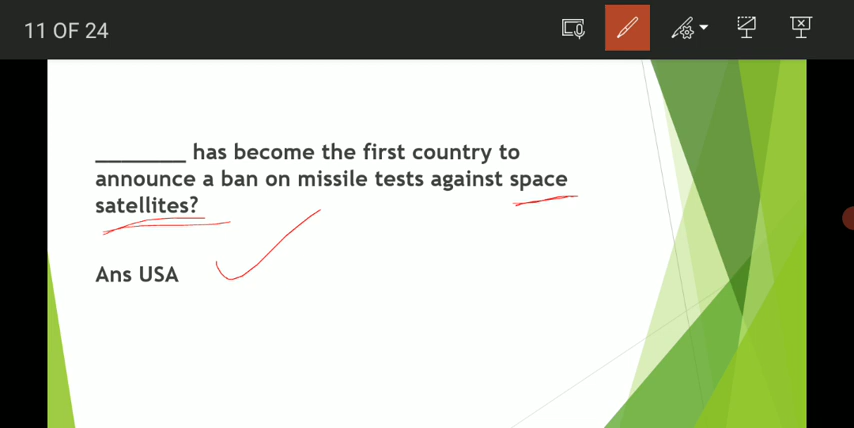 11 OF 24
_______ has become the first country to
announce a ban on missile tests against space
satellites?
Ans USA